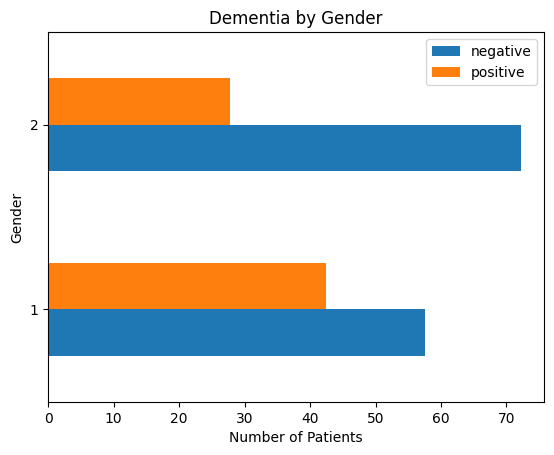 Dementia by Gender
negative
positive
2
1
Gender
0 10 20 30 40 50 60 70
Number of Patients